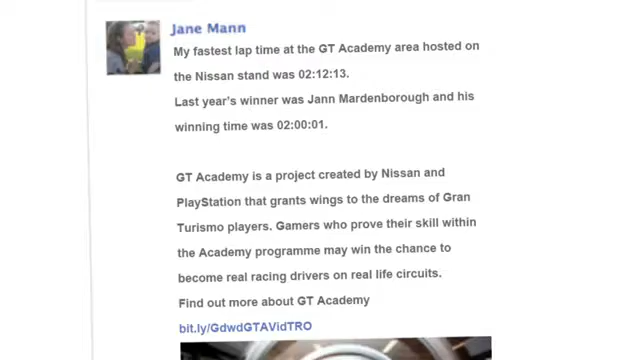 Jane Mann
My fastest lap time at the GT Academy area hosted on
the Nissan stand was 02:12:13.
Last year's winner was Jann Mardenborough and his
winning time was 02:00:01.
GT Academy is a project created by Nissan and
PlayStation that grants wings to the dreams of Gran
Turismo players. Gamers who prove their skill within
the Academy programme may win the chance to
become real racing drivers on real life circuits.
Find out more about GT Academy
bit.ly/GdwdGTAVidTRO